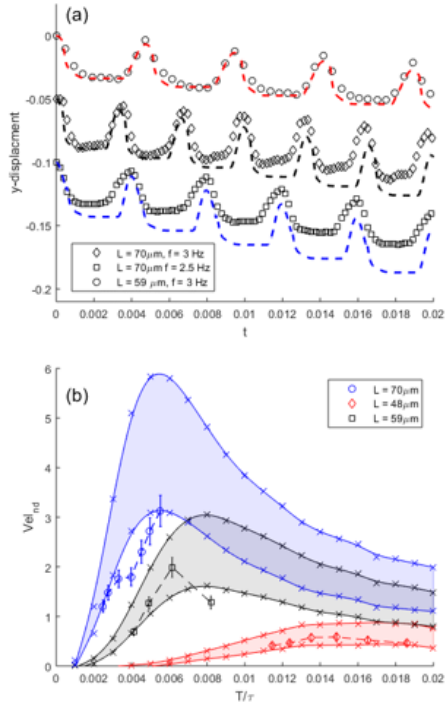 (a)
y-displacment
0
-0.05
-0.10
-0.15
-0.2
◇ L = 70μm, f = 3 Hz
□ L = 70μm f = 2.5 Hz
○ L = 59 μm, f = 3Hz
0 0.002 0.004 0.006 0.008 0.01 0.012 0.014 0.016 0.018 0.02
t
(b)
Vel_nd
6
5
4
3
2
1
0
L = 70μm
L = 48μm
L = 59μm
0 0.002 0.004 0.006 0.008 0.01 0.012 0.014 0.016 0.018 0.02
T/τ